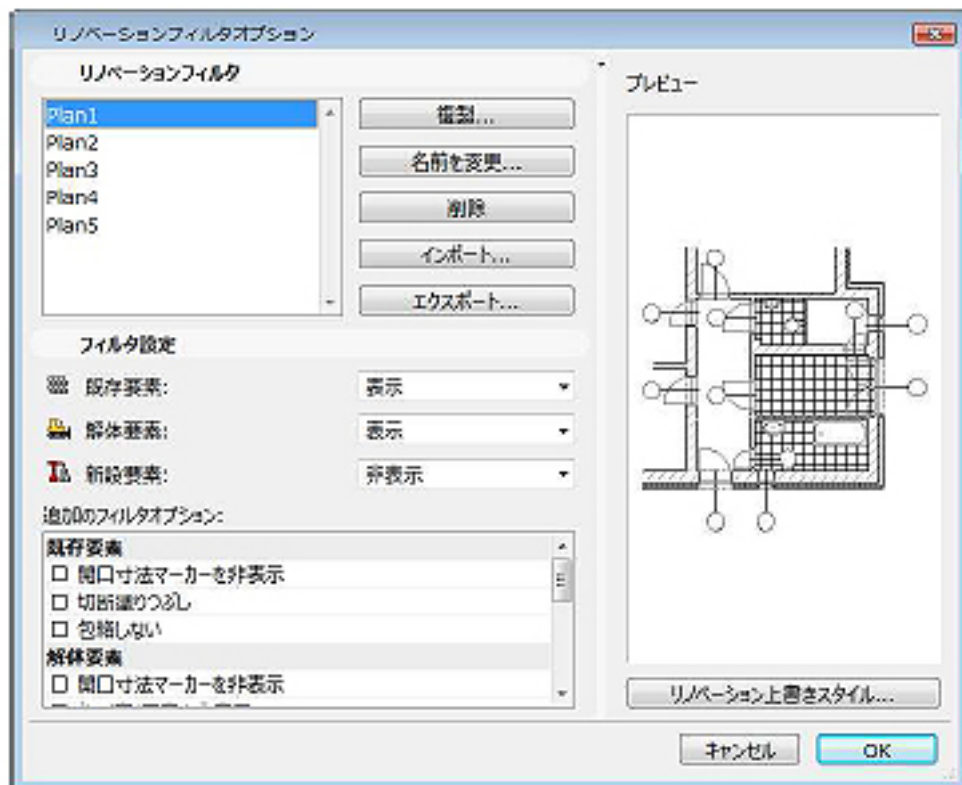 リノベーションフィルタオプション
リノベーションフィルタ
Plan1
Plan2
Plan3
Plan4
Plan5
複製...
名前を変更...
削除
インポート...
エクスポート...
フィルタ設定
既存要素:
表示
解体要素:
表示
新設要素:
非表示
追加のフィルタオプション:
既存要素
開口寸法マーカーを非表示
切断塗りつぶし
包絡しない
解体要素
開口寸法マーカーを非表示
プレビュー
リノベーション上書きスタイル...
キャンセル
OK